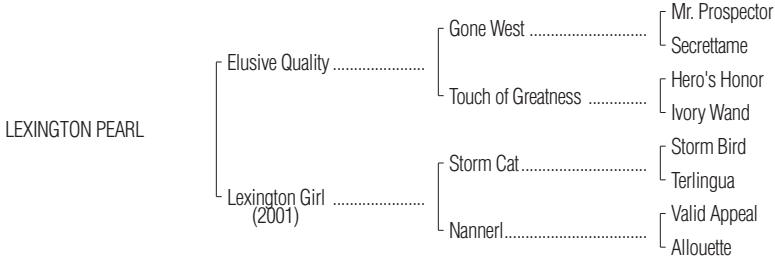 Mr. Prospector
Gone West ........................
Secrettame
Elusive Quality ...................
Hero's Honor
Touch of Greatness ............
Ivory Wand
LEXINGTON PEARL
Storm Bird
Storm Cat..........................
Terlingua
Lexington Girl ...................
(2001)
Valid Appeal
Nannerl.............................
Allouette